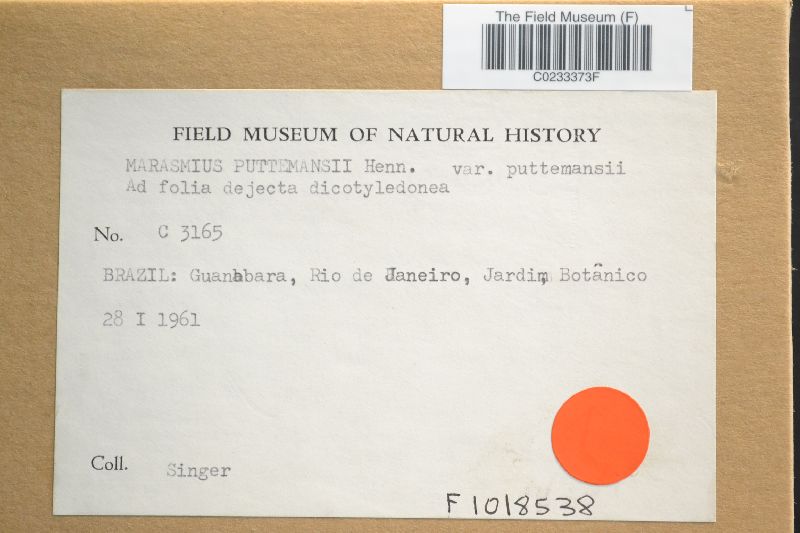 The Field Museum (F)
C0233373F
FIELD MUSEUM OF NATURAL HISTORY
MARASMIUS PUTTEMANSII Henn. var. puttemansii
Ad folia dejecta dicotyledonea
No. C 3165
BRAZIL: Guanabara, Rio de Janeiro, Jardim, Botânico
28 I 1961
Coll. Singer
F1018538